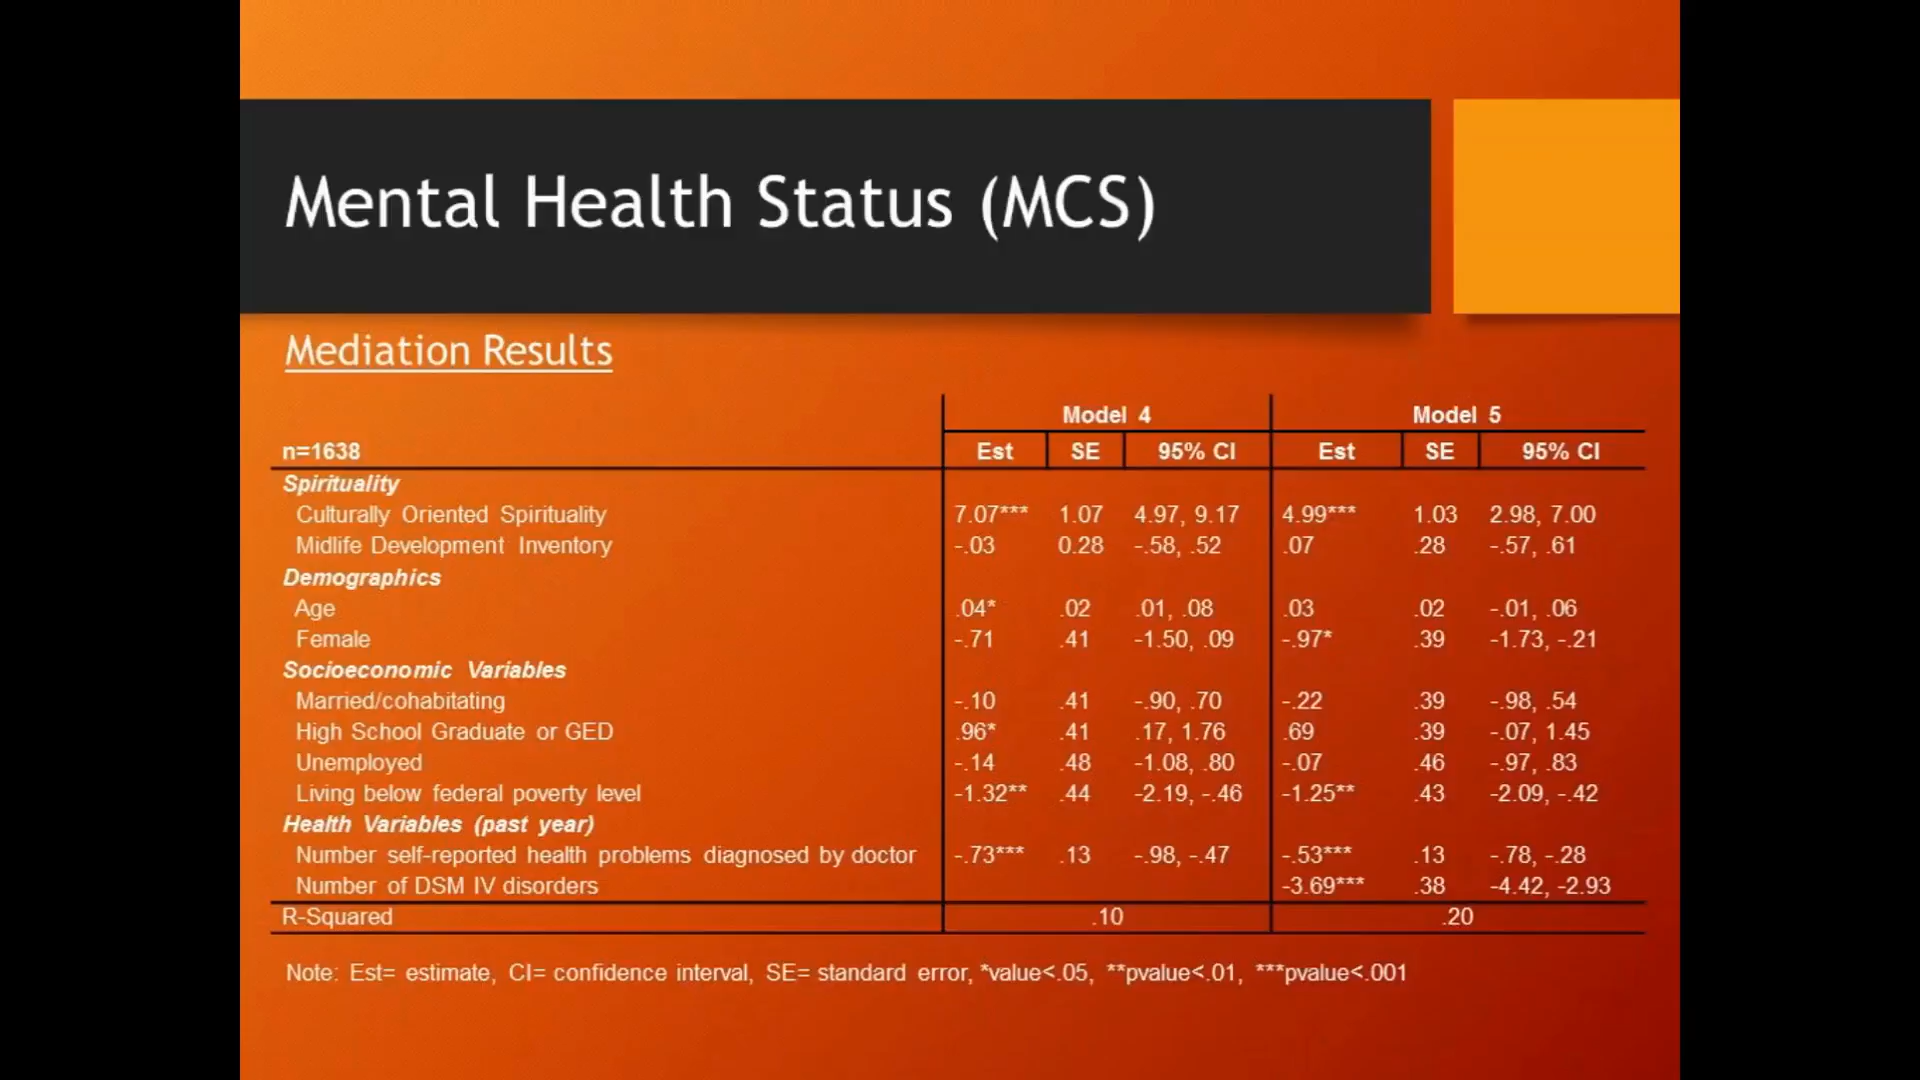 Mental Health Status (MCS)
Mediation Results
Model 4 Model 5
n=1638 Est SE 95% CI Est SE 95% CI
Spirituality
Culturally Oriented Spirituality 7.07*** 1.07 4.97, 9.17 4.99*** 1.03 2.98, 7.00
Midlife Development Inventory -.03 0.28 -.58, .52 .07 .28 -.57, .61
Demographics
Age .04* .02 .01, .08 .03 .02 -.01, .06
Female -.71 .41 -1.50, .09 -.97* .39 -1.73, -.21
Socioeconomic Variables
Married/cohabitating -.10 .41 -.90, .70 -.22 .39 -.98, .54
High School Graduate or GED .96* .41 .17, 1.76 .69 .39 -.07, 1.45
Unemployed -.14 .48 -1.08, .80 -.07 .46 -.97, .83
Living below federal poverty level -1.32** .44 -2.19, -.46 -1.25** .43 -2.09, -.42
Health Variables (past year)
Number self-reported health problems diagnosed by doctor -.73*** .13 -.98, -.47 -.53*** .13 -.78, -.28
Number of DSM IV disorders -3.69*** .38 -4.42, -2.93
R-Squared .10 .20
Note: Est= estimate, CI= confidence interval, SE= standard error, *value<.05, **pvalue<.01, ***pvalue<.001